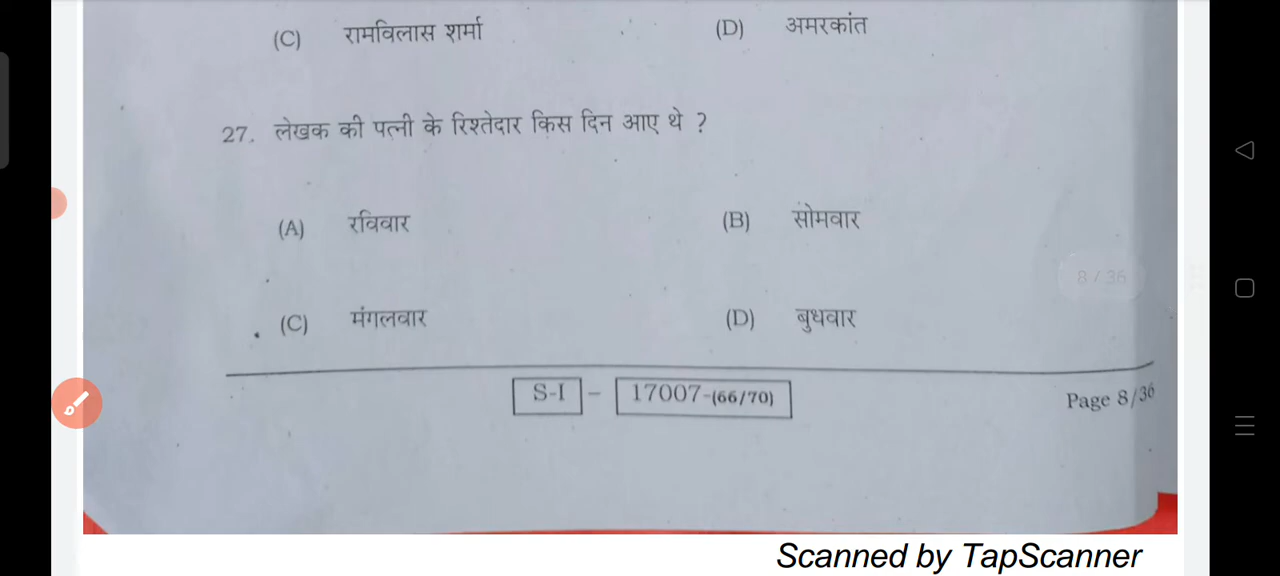 (C) रामविलास शर्मा (D) अमरकांत
27. लेखक की पत्नी के रिश्तेदार किस दिन आए थे ?
(A) रविवार (B) सोमवार
8 / 36
(C) मंगलवार (D) बुधवार
S-I - 17007-(66/70) Page 8/36
Scanned by TapScanner